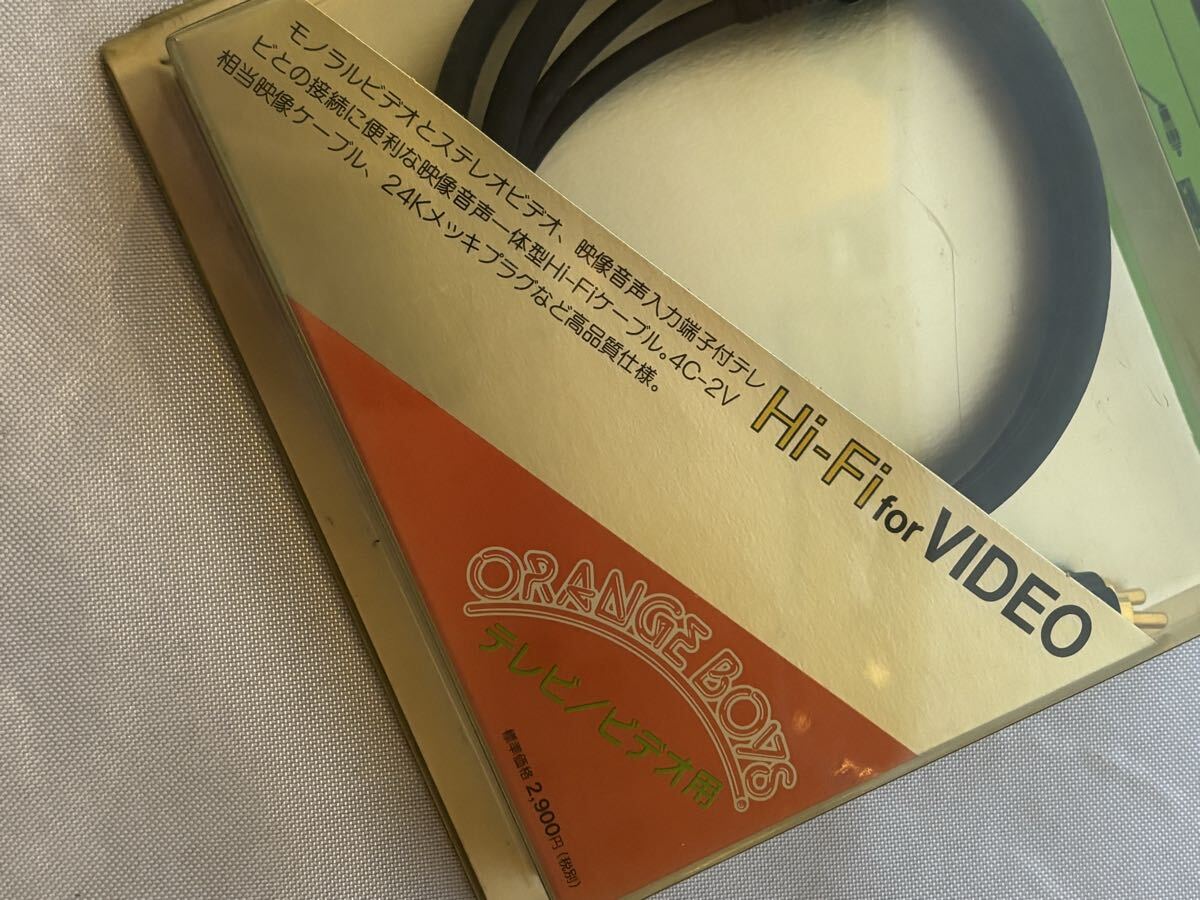 モノラルビデオとステレオビデオ、映像音声入力端子付テレ
ビとの接続に便利な映像音声一体型Hi-Fiケーブル。4C-2V
相当映像ケーブル、24Kメッキプラグなど高品質仕様。
Hi-Fi for VIDEO
ORANGE BOYS®
テレビ/ビデオ用
標準価格 2,900円(税別)